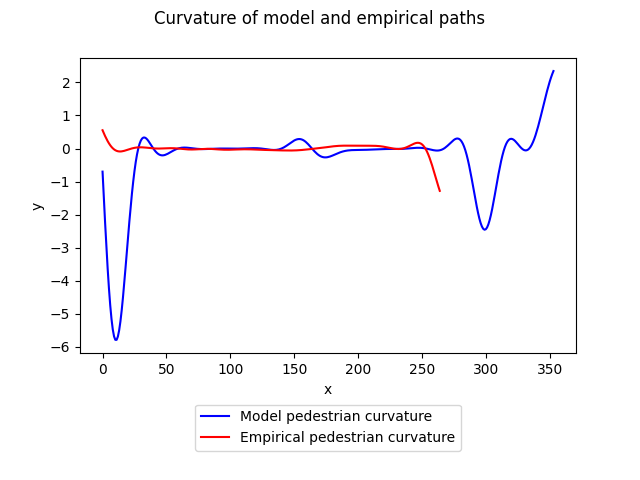 Curvature of model and empirical paths
2
1
0
−1
−2
−3
−4
−5
−6
y
0 50 100 150 200 250 300 350
x
Model pedestrian curvature
Empirical pedestrian curvature